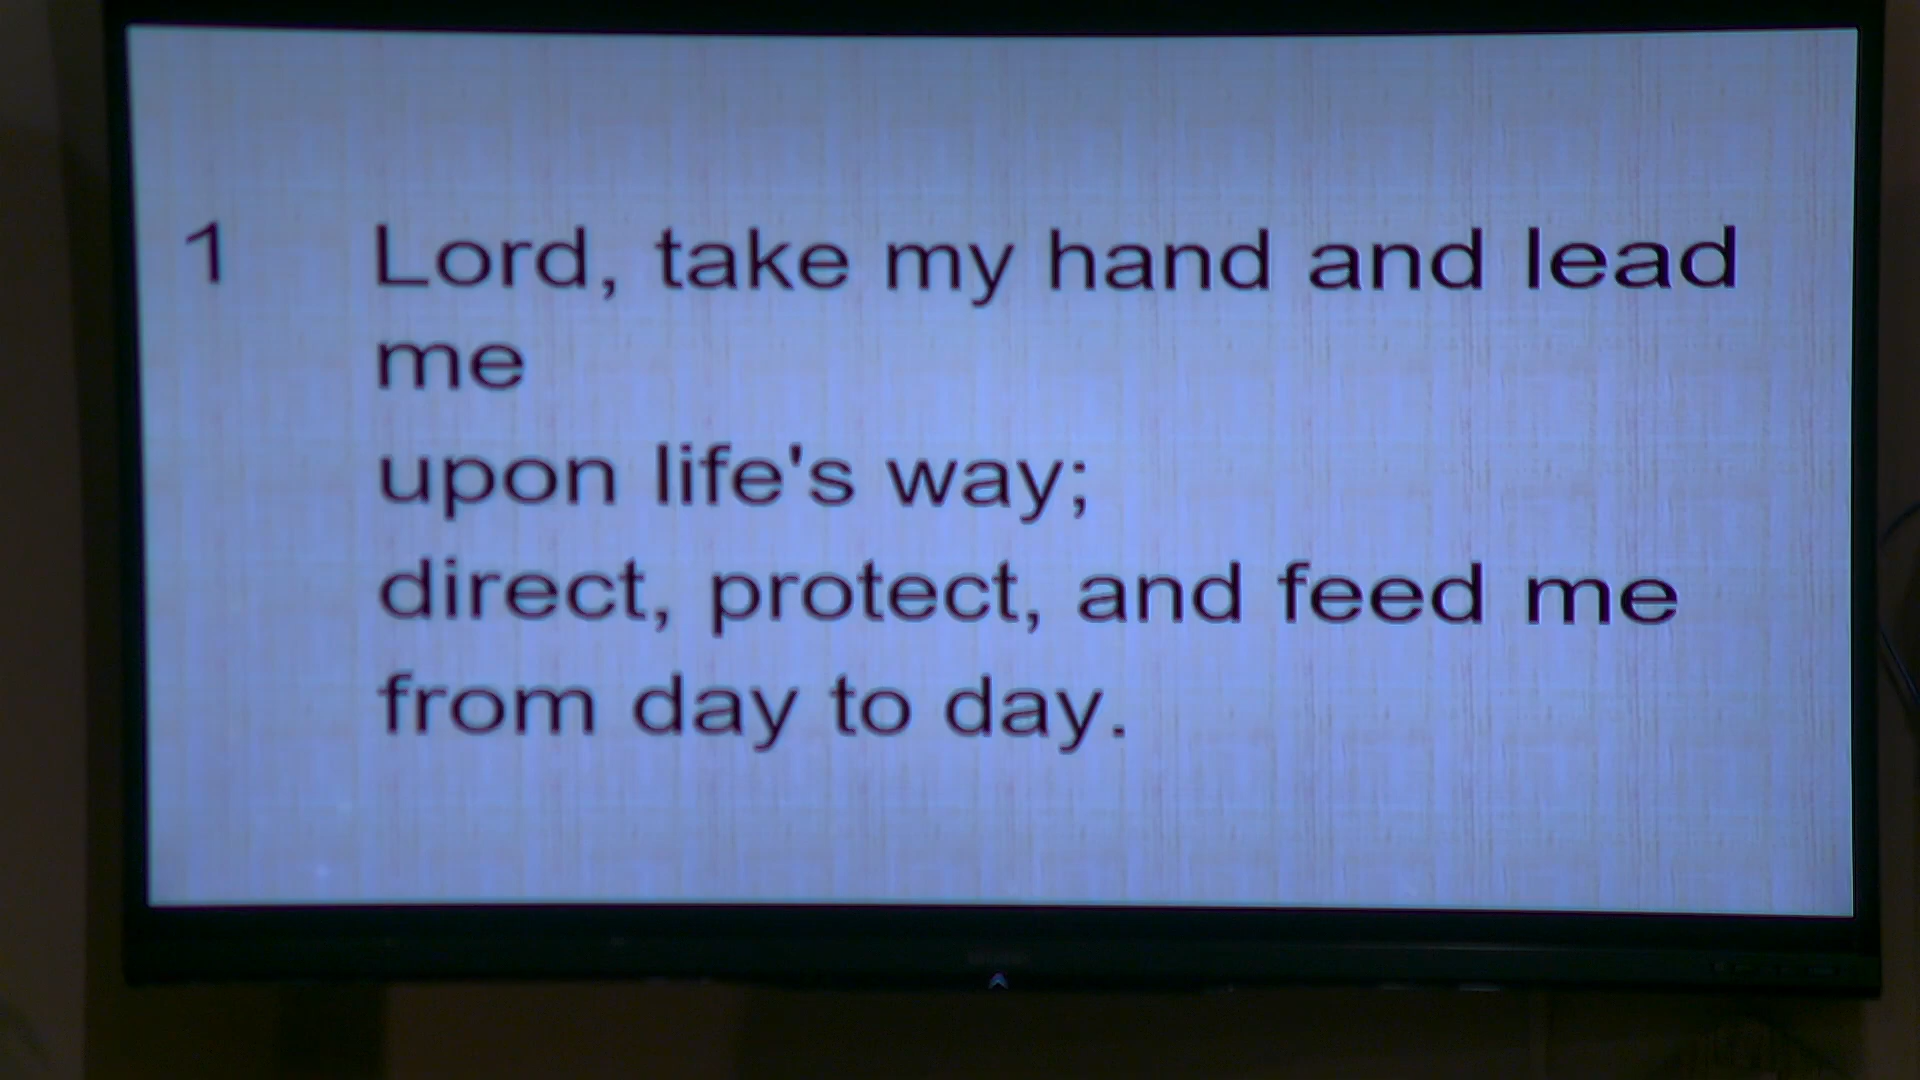 1 Lord, take my hand and lead
me
upon life's way;
direct, protect, and feed me
from day to day.